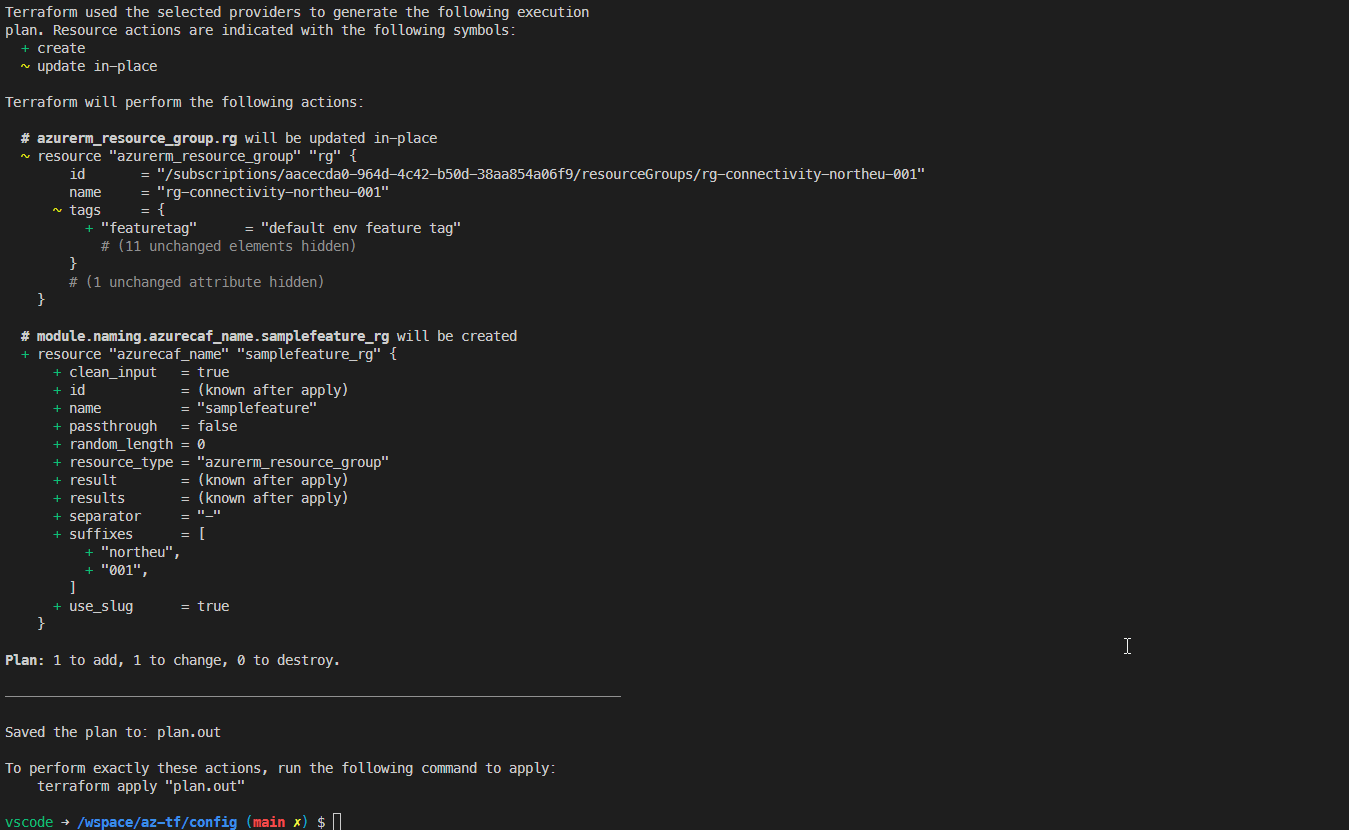 Terraform used the selected providers to generate the following execution
plan. Resource actions are indicated with the following symbols:
  + create
  ~ update in-place

Terraform will perform the following actions:

  # azurerm_resource_group.rg will be updated in-place
  ~ resource "azurerm_resource_group" "rg" {
        id       = "/subscriptions/aacecda0-964d-4c42-b50d-38aa854a06f9/resourceGroups/rg-connectivity-northeu-001"
        name     = "rg-connectivity-northeu-001"
      ~ tags     = {
          + "featuretag"      = "default env feature tag"
            # (11 unchanged elements hidden)
        }
        # (1 unchanged attribute hidden)
    }

  # module.naming.azurecaf_name.samplefeature_rg will be created
  + resource "azurecaf_name" "samplefeature_rg" {
      + clean_input   = true
      + id            = (known after apply)
      + name          = "samplefeature"
      + passthrough   = false
      + random_length = 0
      + resource_type = "azurerm_resource_group"
      + result        = (known after apply)
      + results       = (known after apply)
      + separator     = "-"
      + suffixes      = [
          + "northeu",
          + "001",
        ]
      + use_slug      = true
    }

Plan: 1 to add, 1 to change, 0 to destroy.

Saved the plan to: plan.out

To perform exactly these actions, run the following command to apply:
    terraform apply "plan.out"

vscode → /wspace/az-tf/config (main ✗) $